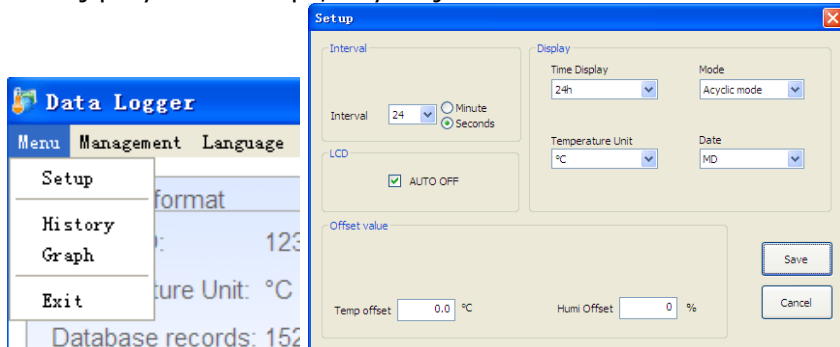 Data Logger
Menu Management Language
Setup
History
Graph
Exit
format
: 123
ture Unit: °C
Database records: 152
Setup
Interval
Interval 24 Minute
Seconds
LCD
AUTO OFF
Display
Time Display Mode
24h Acyclic mode
Temperature Unit Date
°C MD
Offset value
Temp offset 0.0 °C Humi Offset 0 %
Save
Cancel